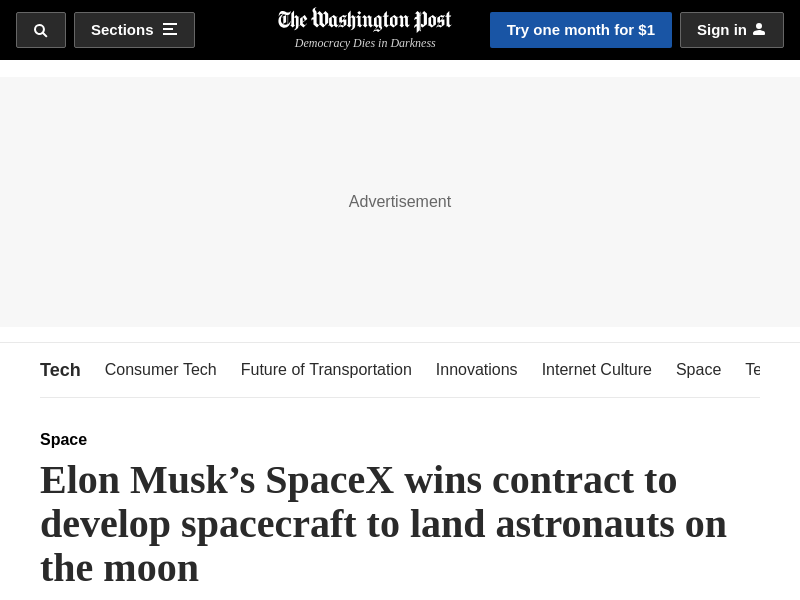 Sections
The Washington Post
Democracy Dies in Darkness
Try one month for $1
Sign in
Advertisement
Tech Consumer Tech Future of Transportation Innovations Internet Culture Space Te
Space
Elon Musk’s SpaceX wins contract to
develop spacecraft to land astronauts on
the moon